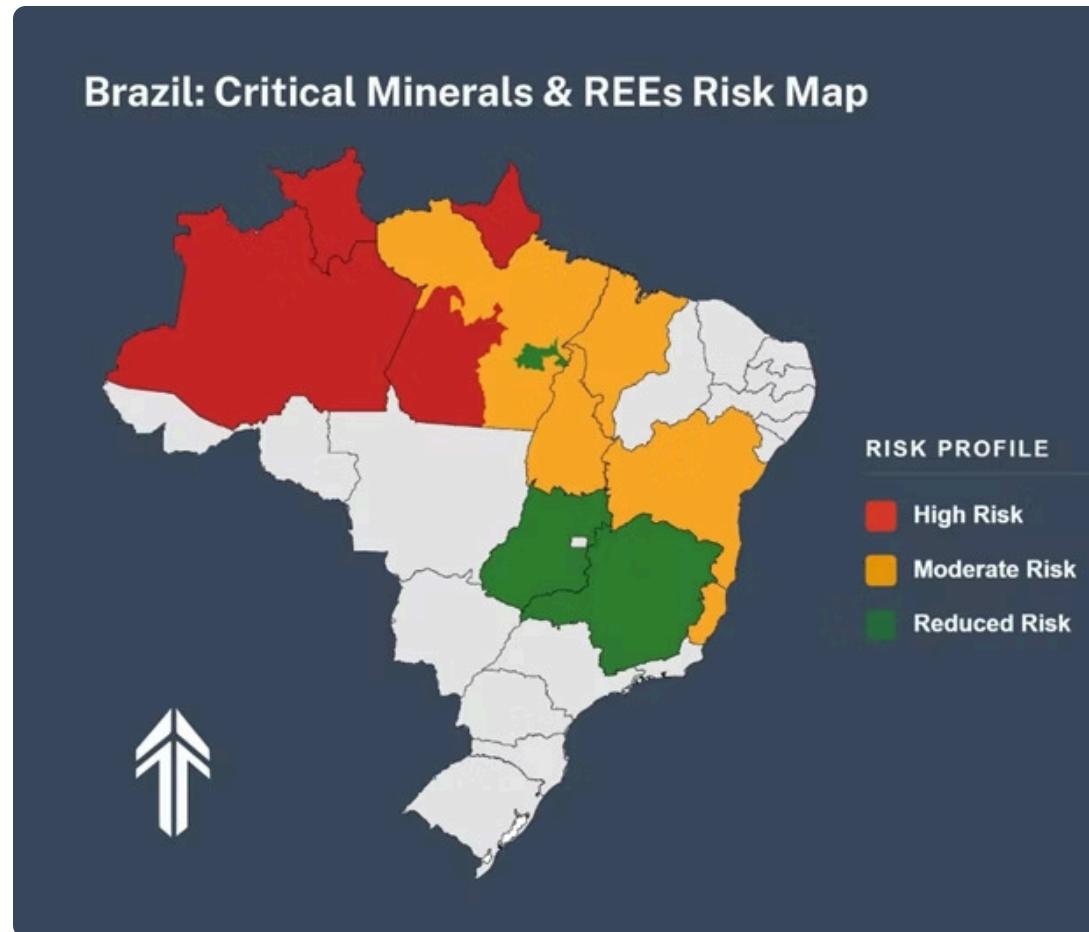 Brazil: Critical Minerals & REEs Risk Map
RISK PROFILE
High Risk
Moderate Risk
Reduced Risk